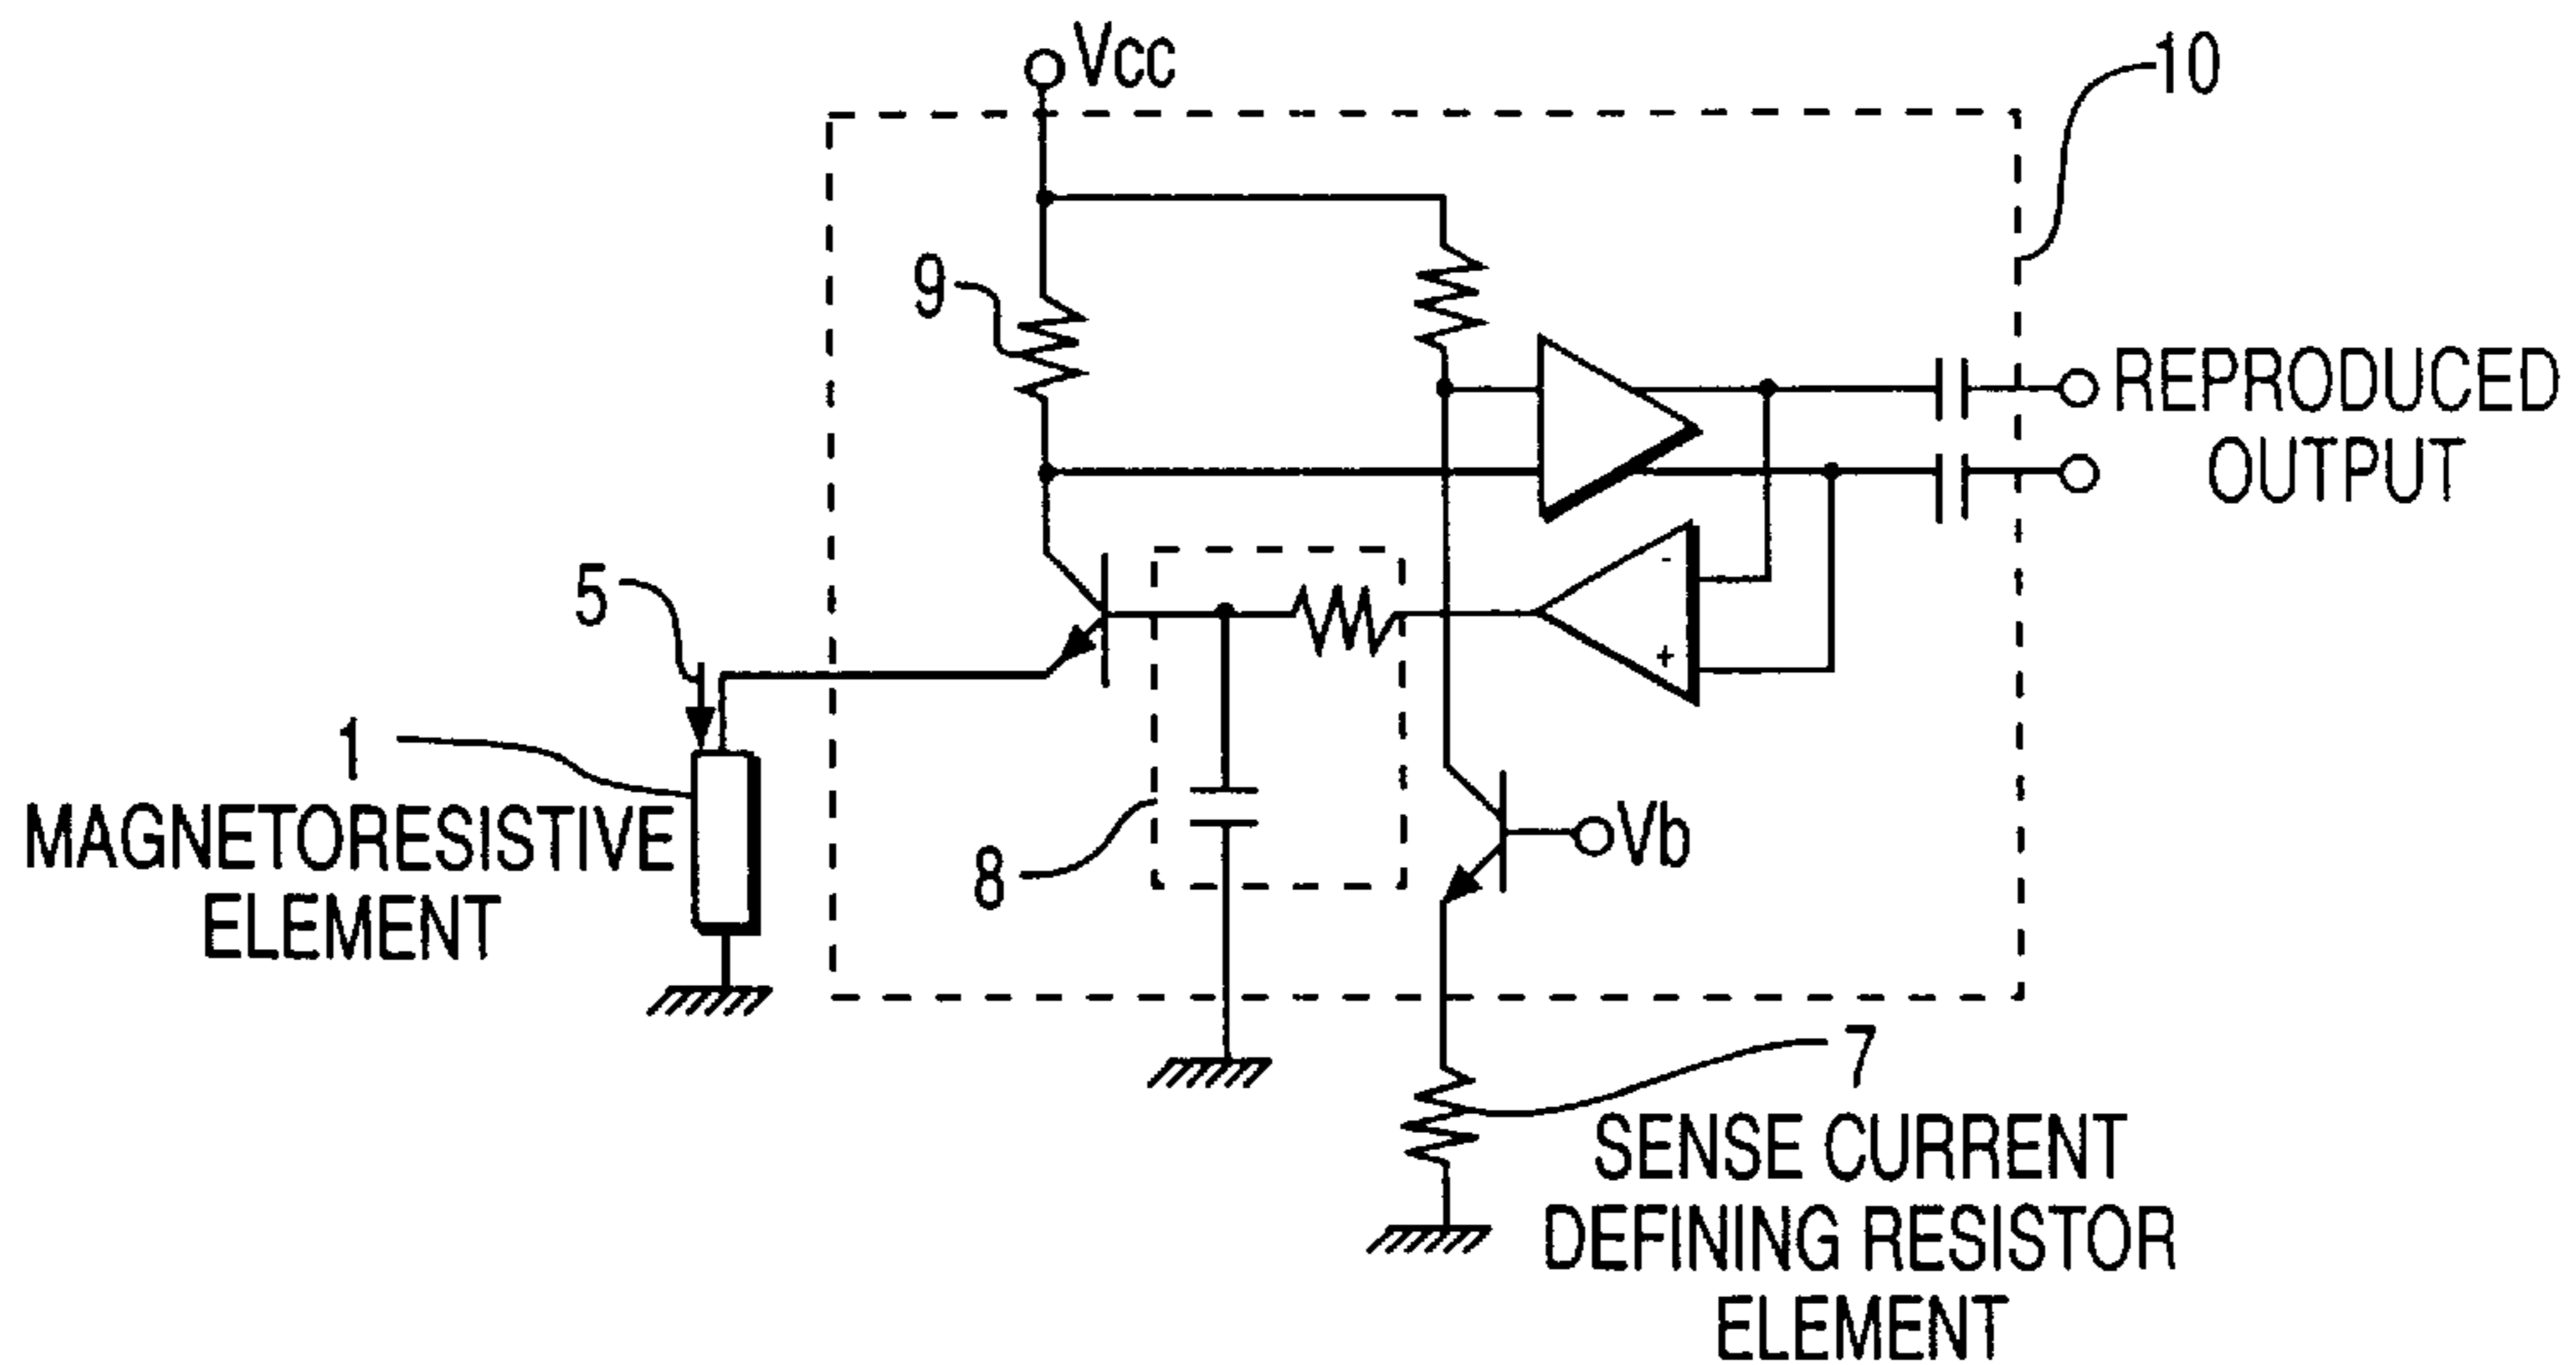 Vcc
10
9
REPRODUCED
OUTPUT
5
-
+
1
MAGNETORESISTIVE
ELEMENT
8
Vb
7
SENSE CURRENT
DEFINING RESISTOR
ELEMENT